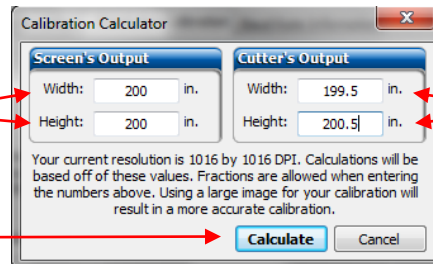 Calibration Calculator
Screen's Output
Cutter's Output
Width: 200 in.
Width: 199.5 in.
Height: 200 in.
Height: 200.5 in.
Your current resolution is 1016 by 1016 DPI. Calculations will be
based off of these values. Fractions are allowed when entering
the numbers above. Using a large image for your calibration will
result in a more accurate calibration.
Calculate
Cancel